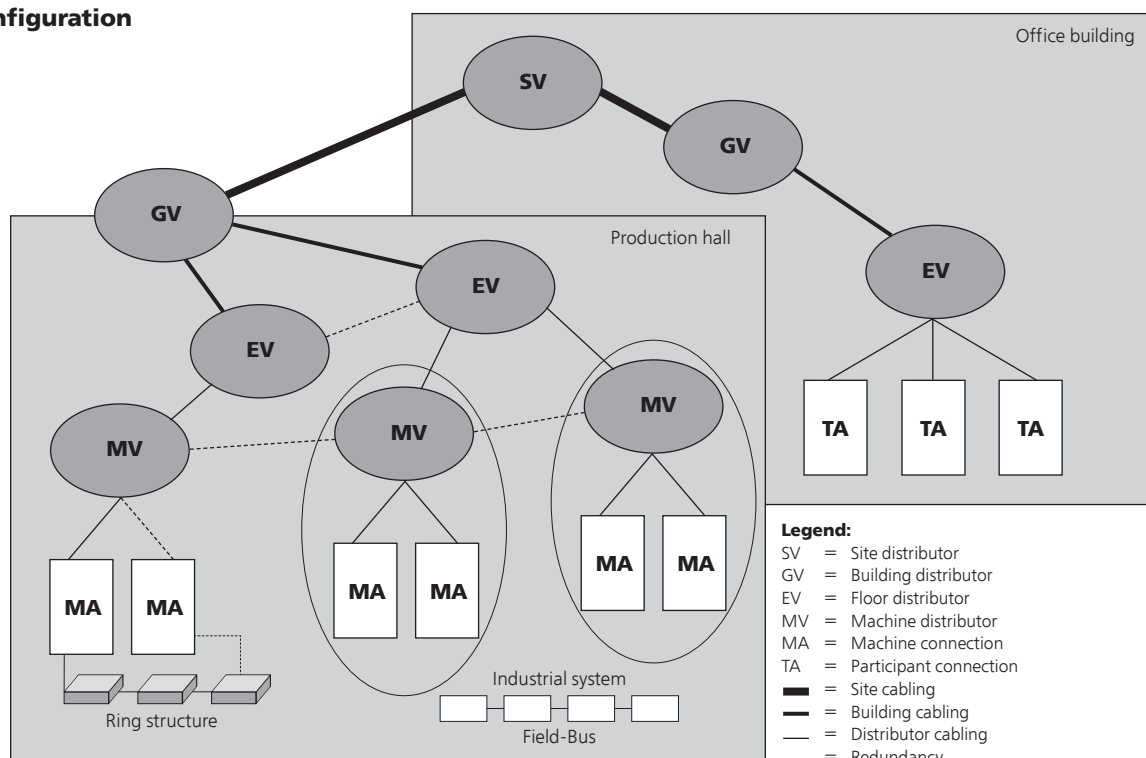 nfiguration
Office building
SV
GV
GV
Production hall
EV
EV
EV
MV
MV
MV
TA TA TA
MA MA
MA MA
MA MA
Legend:
SV = Site distributor
GV = Building distributor
EV = Floor distributor
MV = Machine distributor
MA = Machine connection
TA = Participant connection
= Site cabling
= Building cabling
= Distributor cabling
= Redundancy
Industrial system
Ring structure
Field-Bus